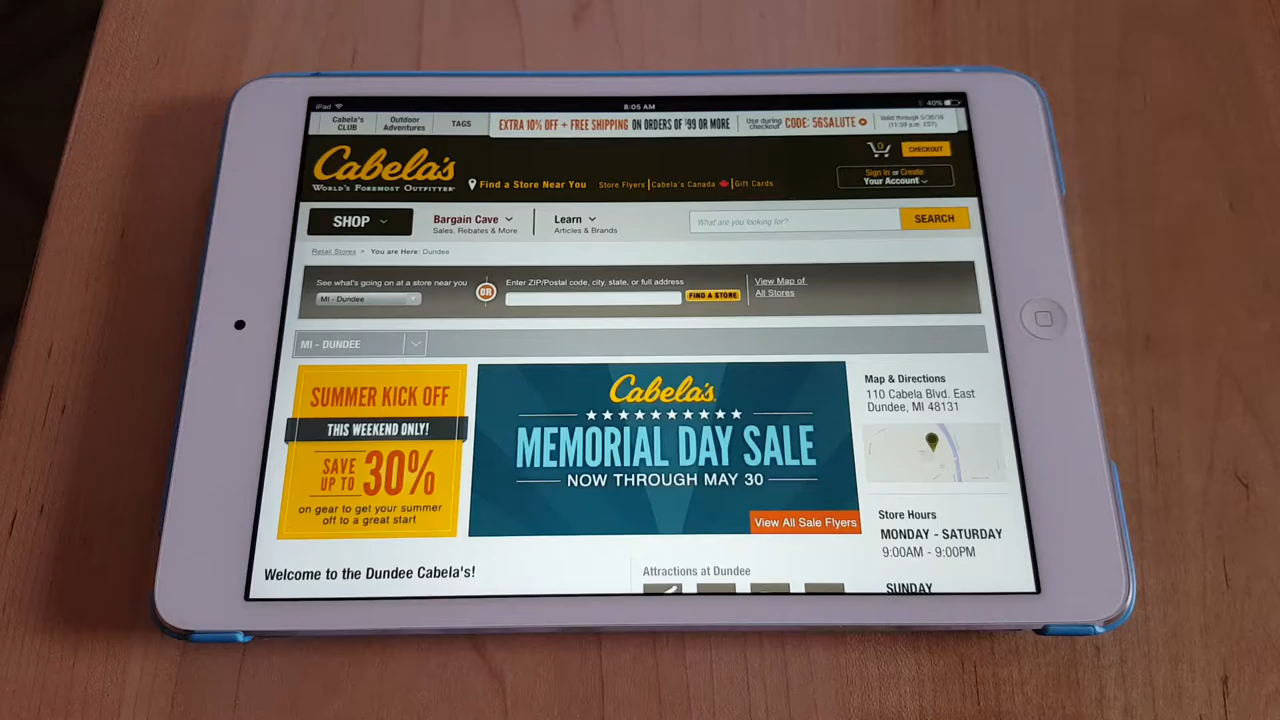 iPad
8:05 AM
40%
Cabela's
CLUB
Outdoor
Adventures
TAGS
EXTRA 10% OFF + FREE SHIPPING ON ORDERS OF $99 OR MORE
Use during
checkout
CODE: 56SALUTE
(11:59 p.m. EST)
Cabela's
WORLD'S FOREMOST OUTFITTER
Find a Store Near You
Store Flyers
Cabela's Canada
Gift Cards
0
CHECKOUT
Sign In or Create
Your Account
SHOP
Bargain Cave
Sales, Rebates & More
Learn
Articles & Brands
What are you looking for?
SEARCH
Retail Stores > You are Here: Dundee
See what's going on at a store near you
MI - Dundee
OR
Enter ZIP/Postal code, city, state, or full address
FIND A STORE
View Map of
All Stores
MI - DUNDEE
SUMMER KICK OFF
THIS WEEKEND ONLY!
SAVE
UP TO
30%
on gear to get your summer
off to a great start
Cabela's
MEMORIAL DAY SALE
NOW THROUGH MAY 30
View All Sale Flyers
Map & Directions
110 Cabela Blvd. East
Dundee, MI 48131
Store Hours
MONDAY - SATURDAY
9:00AM - 9:00PM
SUNDAY
Welcome to the Dundee Cabela's!
Attractions at Dundee